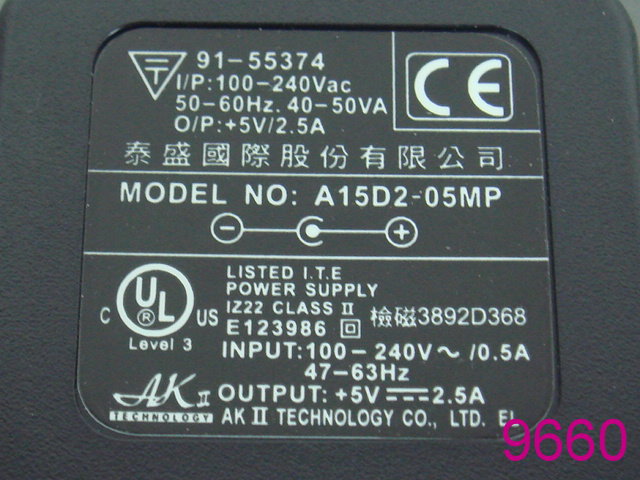 91-55374
I/P:100-240Vac
50-60Hz. 40-50VA
O/P:+5V/2.5A
CE
泰盛國際股份有限公司
MODEL NO: A15D2-05MP
LISTED I.T.E
POWER SUPPLY
IZ22 CLASS II
C UL ® US
E123986 檢磁3892D368
Level 3
INPUT:100-240V～/0.5A
47-63Hz
AK II
TECHNOLOGY
OUTPUT: +5V⎓2.5A
AK II TECHNOLOGY CO., LTD.
9660